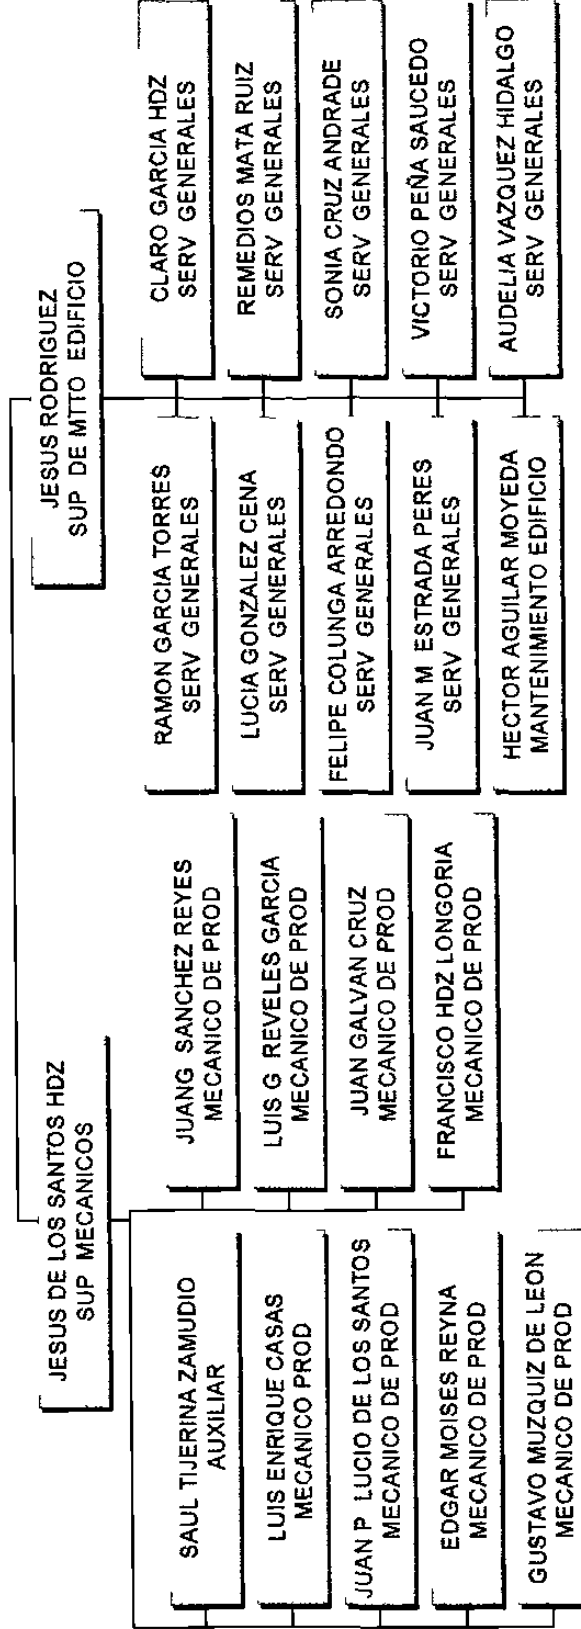 JESUS DE LOS SANTOS HDZ
SUP MECANICOS
JESUS RODRIGUEZ
SUP DE MTTO EDIFICIO
SAUL TIJERINA ZAMUDIO
AUXILIAR
JUANG SANCHEZ REYES
MECANICO DE PROD
RAMON GARCIA TORRES
SERV GENERALES
CLARO GARCIA HDZ
SERV GENERALES
LUIS ENRIQUE CASAS
MECANICO PROD
LUIS G REVELES GARCIA
MECANICO DE PROD
LUCIA GONZALEZ CENA
SERV GENERALES
REMEDIOS MATA RUIZ
SERV GENERALES
JUAN P LUCIO DE LOS SANTOS
MECANICO DE PROD
JUAN GALVAN CRUZ
MECANICO DE PROD
FELIPE COLUNGA ARREDONDO
SERV GENERALES
SONIA CRUZ ANDRADE
SERV GENERALES
EDGAR MOISES REYNA
MECANICO DE PROD
FRANCISCO HDZ LONGORIA
MECANICO DE PROD
JUAN M ESTRADA PERES
SERV GENERALES
VICTORIO PEÑA SAUCEDO
SERV GENERALES
GUSTAVO MUZQUIZ DE LEON
MECANICO DE PROD
HECTOR AGUILAR MOYEDA
MANTENIMIENTO EDIFICIO
AUDELIA VAZQUEZ HIDALGO
SERV GENERALES